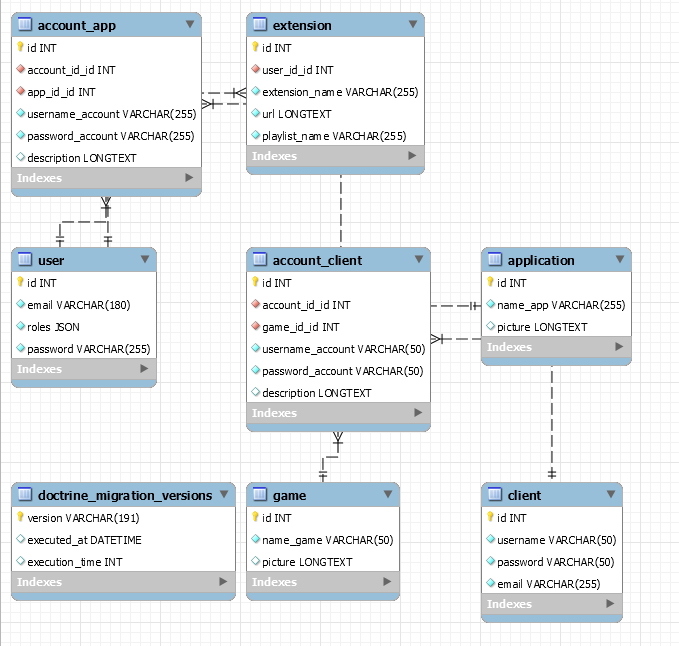 account_app
id INT
account_id_id INT
app_id_id INT
username_account VARCHAR(255)
password_account VARCHAR(255)
description LONGTEXT
Indexes
extension
id INT
user_id_id INT
extension_name VARCHAR(255)
url LONGTEXT
playlist_name VARCHAR(255)
Indexes
user
id INT
email VARCHAR(180)
roles JSON
password VARCHAR(255)
Indexes
account_client
id INT
account_id_id INT
game_id_id INT
username_account VARCHAR(50)
password_account VARCHAR(50)
description LONGTEXT
Indexes
application
id INT
name_app VARCHAR(255)
picture LONGTEXT
Indexes
doctrine_migration_versions
version VARCHAR(191)
executed_at DATETIME
execution_time INT
Indexes
game
id INT
name_game VARCHAR(50)
picture LONGTEXT
Indexes
client
id INT
username VARCHAR(50)
password VARCHAR(50)
email VARCHAR(255)
Indexes